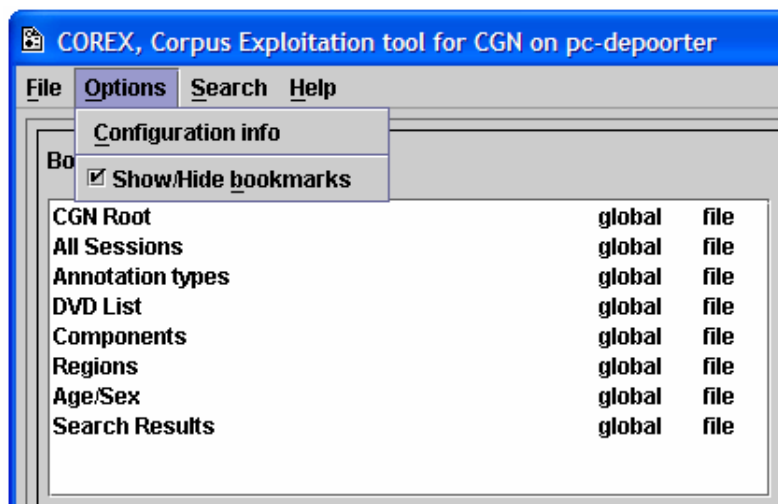 COREX, Corpus Exploitation tool for CGN on pc-depoorter
File Options Search Help
Configuration info
Bo
Show/Hide bookmarks
CGN Root global file
All Sessions global file
Annotation types global file
DVD List global file
Components global file
Regions global file
Age/Sex global file
Search Results global file